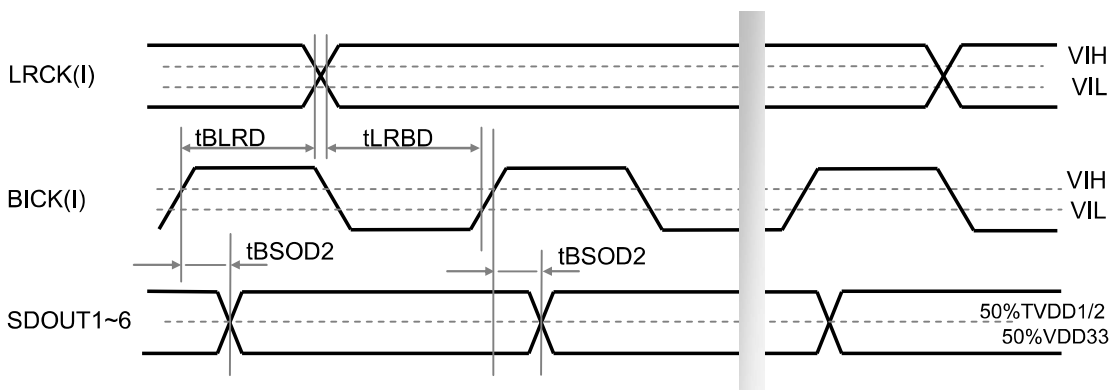 LRCK(I)
VIH
VIL
tBLRD
tLRBD
BICK(I)
VIH
VIL
tBSOD2
tBSOD2
SDOUT1~6
50%TVDD1/2
50%VDD33